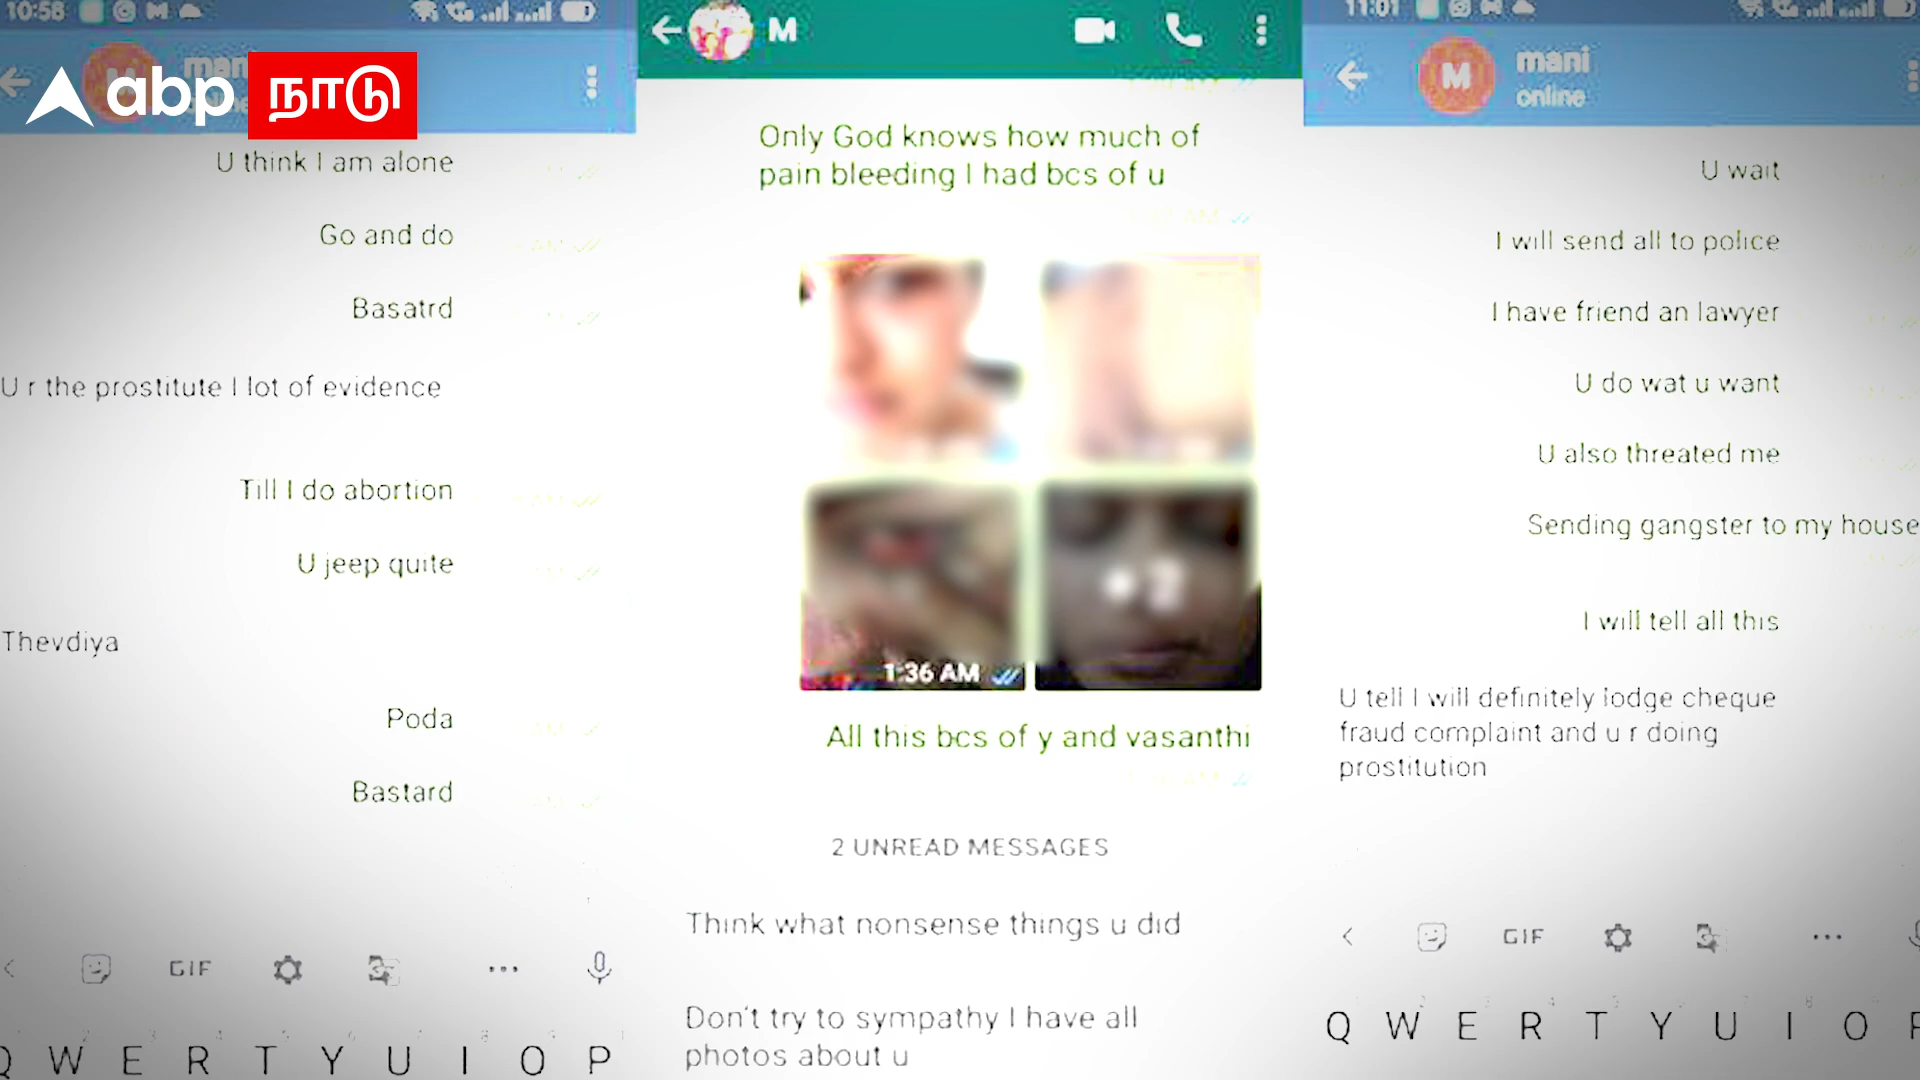 10:58
mani
abp நாடு
U think I am alone
Go and do
Basatrd
U r the prostitute I lot of evidence
Till I do abortion
U jeep quite
Thevdiya
Poda
Bastard
GIF
Q W E R T Y U I O P
M
Only God knows how much of
pain bleeding I had bcs of u
1:36 AM
All this bcs of y and vasanthi
2 UNREAD MESSAGES
Think what nonsense things u did
Don't try to sympathy I have all
photos about u
11:01
M
mani
online
U wait
I will send all to police
I have friend an lawyer
U do wat u want
U also threated me
Sending gangster to my house
I will tell all this
U tell I will definitely lodge cheque
fraud complaint and u r doing
prostitution
GIF
Q W E R T Y U I O P